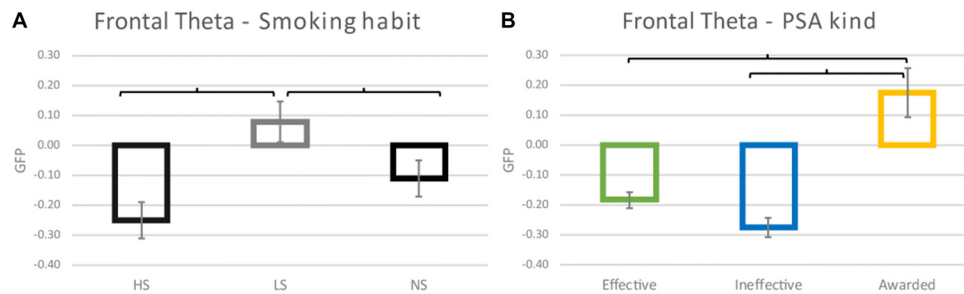 A
Frontal Theta - Smoking habit
0.30
0.20
0.10
0.00
-0.10
-0.20
-0.30
-0.40
GFP
HS LS NS
B
Frontal Theta - PSA kind
0.30
0.20
0.10
0.00
-0.10
-0.20
-0.30
-0.40
GFP
Effective Ineffective Awarded